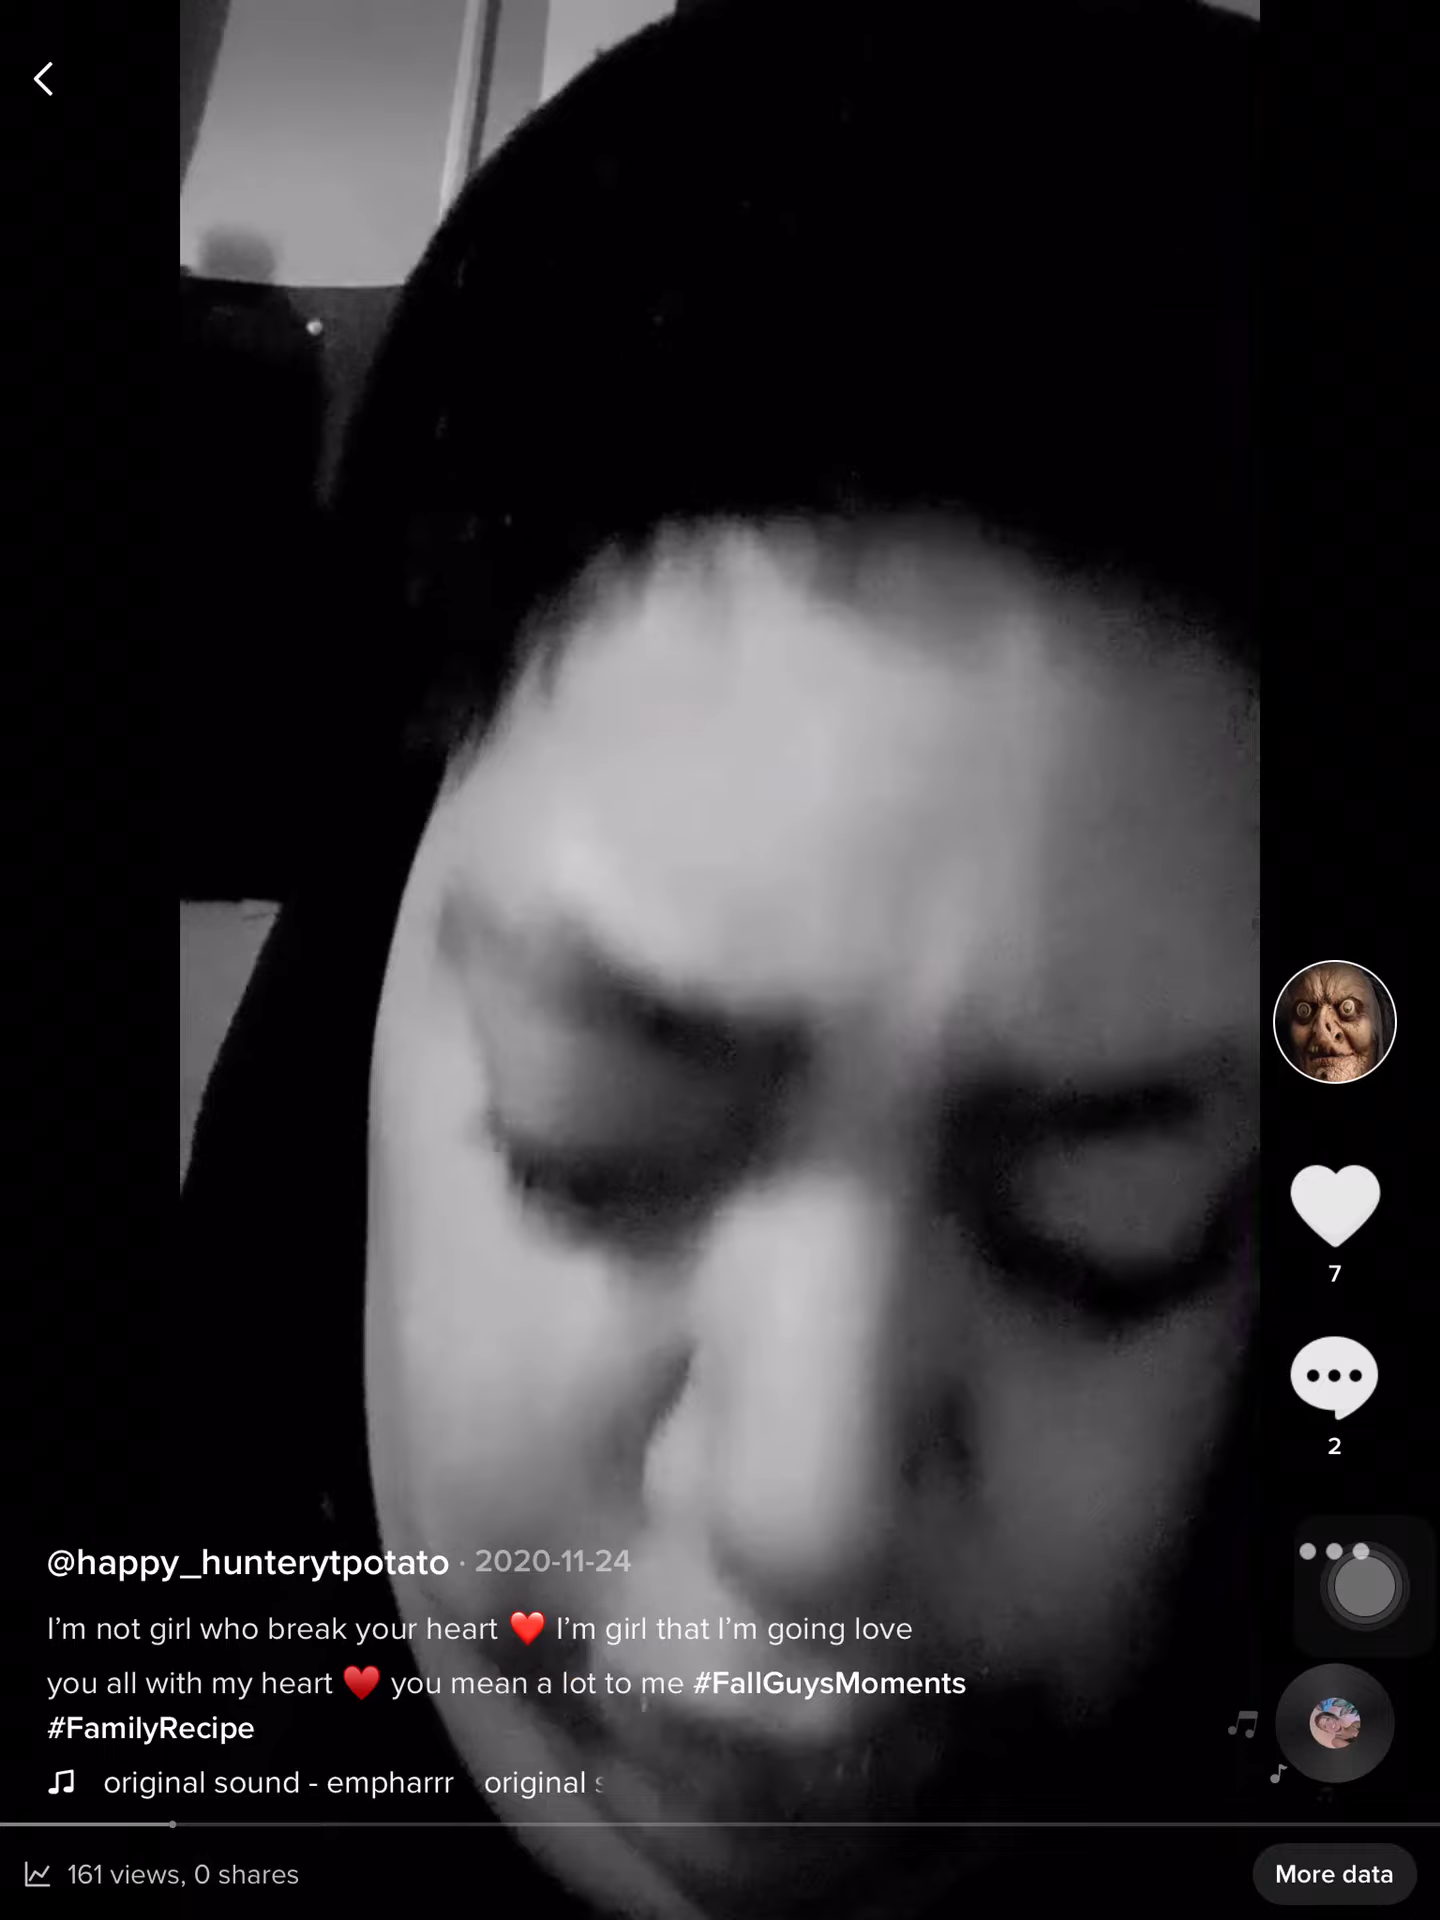 7
2
@happy_hunterytpotato · 2020-11-24
I'm not girl who break your heart ❤️ I'm girl that I'm going love
you all with my heart ❤️ you mean a lot to me #FallGuysMoments
#FamilyRecipe
original sound - empharrr original s
161 views, 0 shares
More data